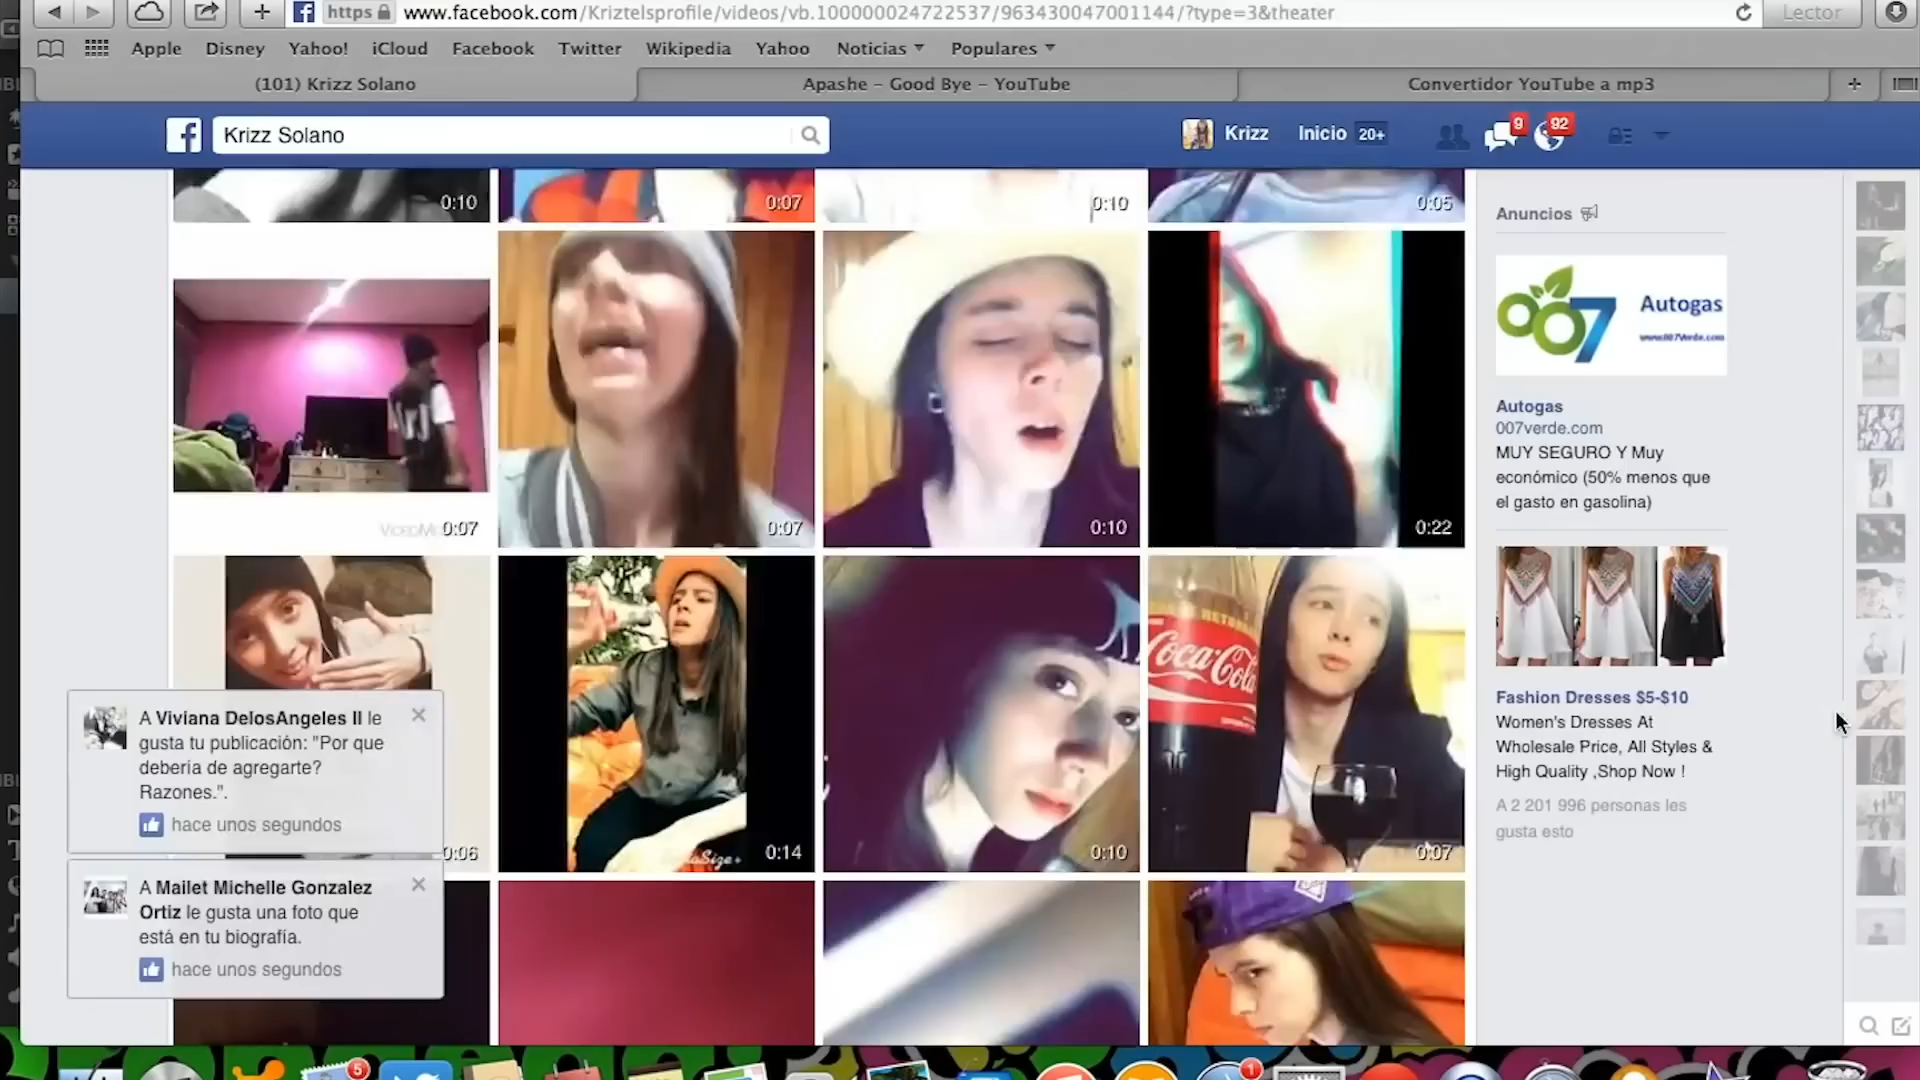 https www.facebook.com/Kriztelsprofile/videos/vb.100000024722537/963430047001144/?type=3&theater
Lector
Apple Disney Yahoo! iCloud Facebook Twitter Wikipedia Yahoo Noticias Populares
(101) Krizz Solano
Apashe – Good Bye – YouTube
Convertidor YouTube a mp3
Krizz Solano
Krizz
Inicio 20+
9
92
0:10
0:07
0:10
0:05
0:07
0:07
0:10
0:22
Coca-Cola
0:06
0:14
0:10
0:07
Anuncios
007 Autogas
www.007Verde.com
Autogas
007verde.com
MUY SEGURO Y Muy
económico (50% menos que
el gasto en gasolina)
Fashion Dresses $5-$10
Women's Dresses At
Wholesale Price, All Styles &
High Quality ,Shop Now !
A 2 201 996 personas les
gusta esto
A Viviana DelosAngeles II le
gusta tu publicación: "Por que
deberia de agregarte?
Razones.".
hace unos segundos
A Mailet Michelle Gonzalez
Ortiz le gusta una foto que
está en tu biografía.
hace unos segundos
5
1